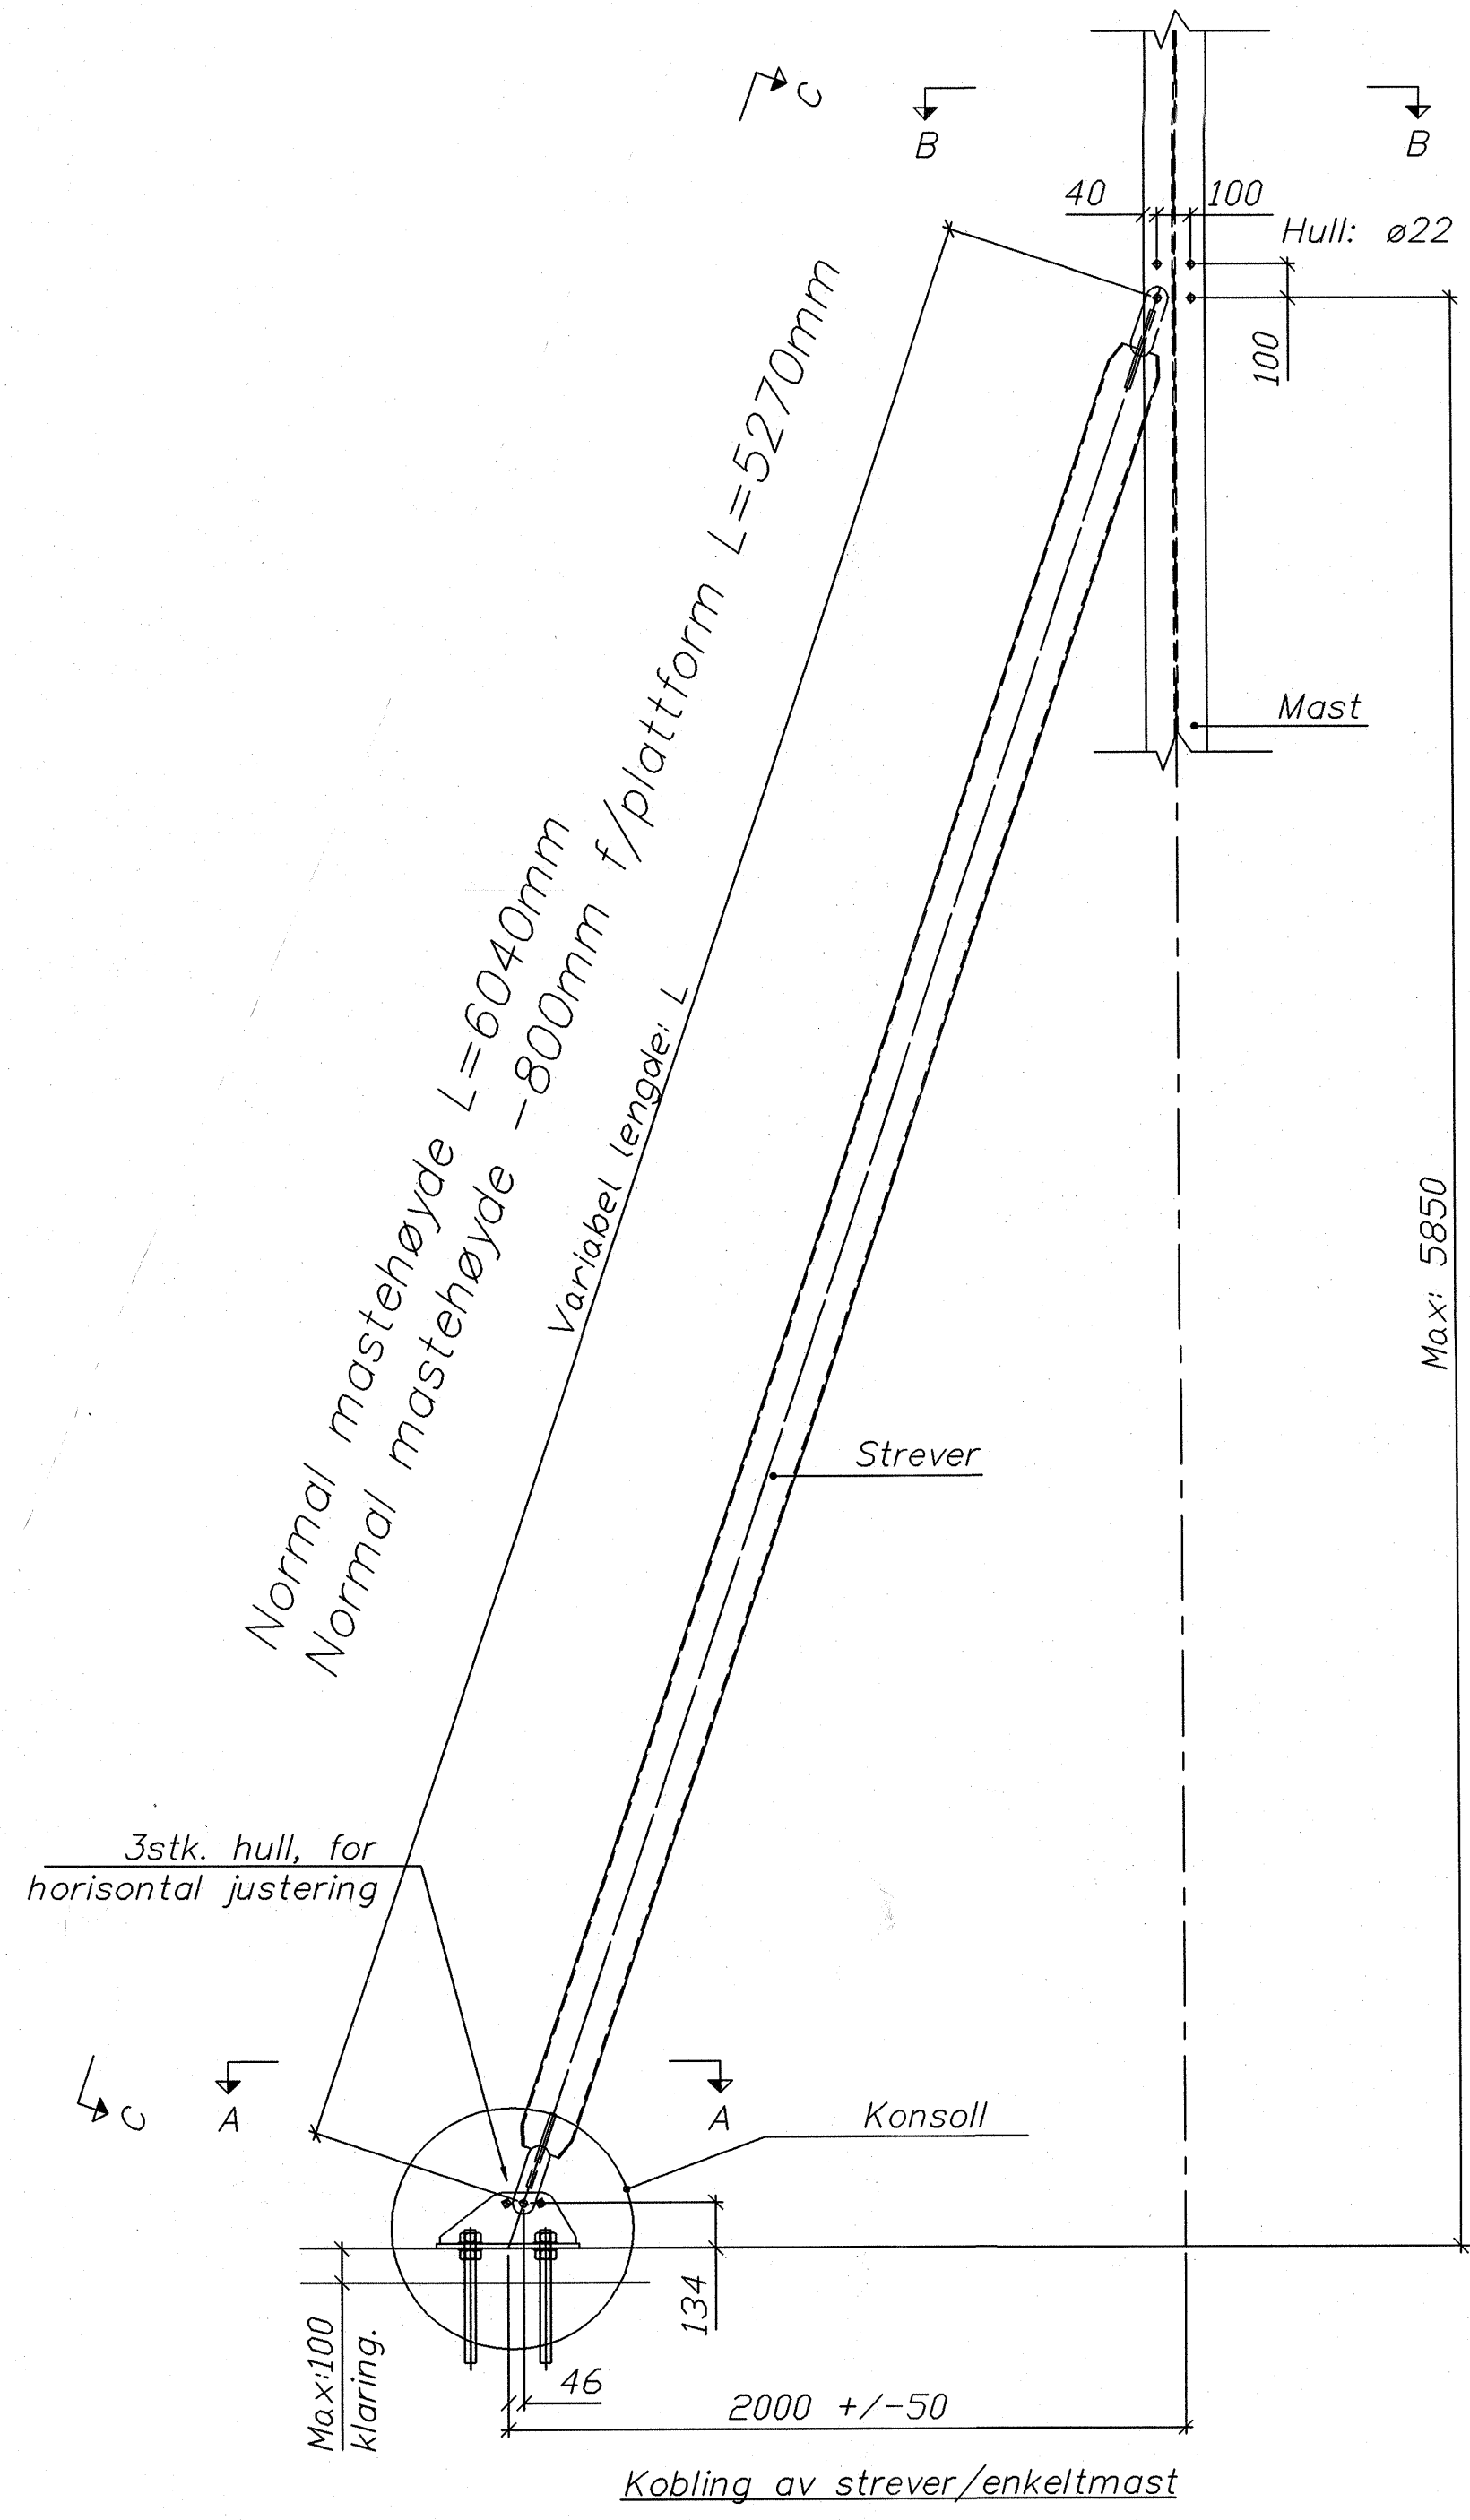 C
B
B
40
100
Hull: ø22
100
Normal mastehøyde L=6040mm
Normal mastehøyde -800mm f/plattform L=5270mm
Variabel lengde: L
Mast
Max: 5850
Strever
3stk. hull, for
horisontal justering
C
A
A
Konsoll
134
Max:100
klaring.
46
2000 +/-50
Kobling av strever/enkeltmast